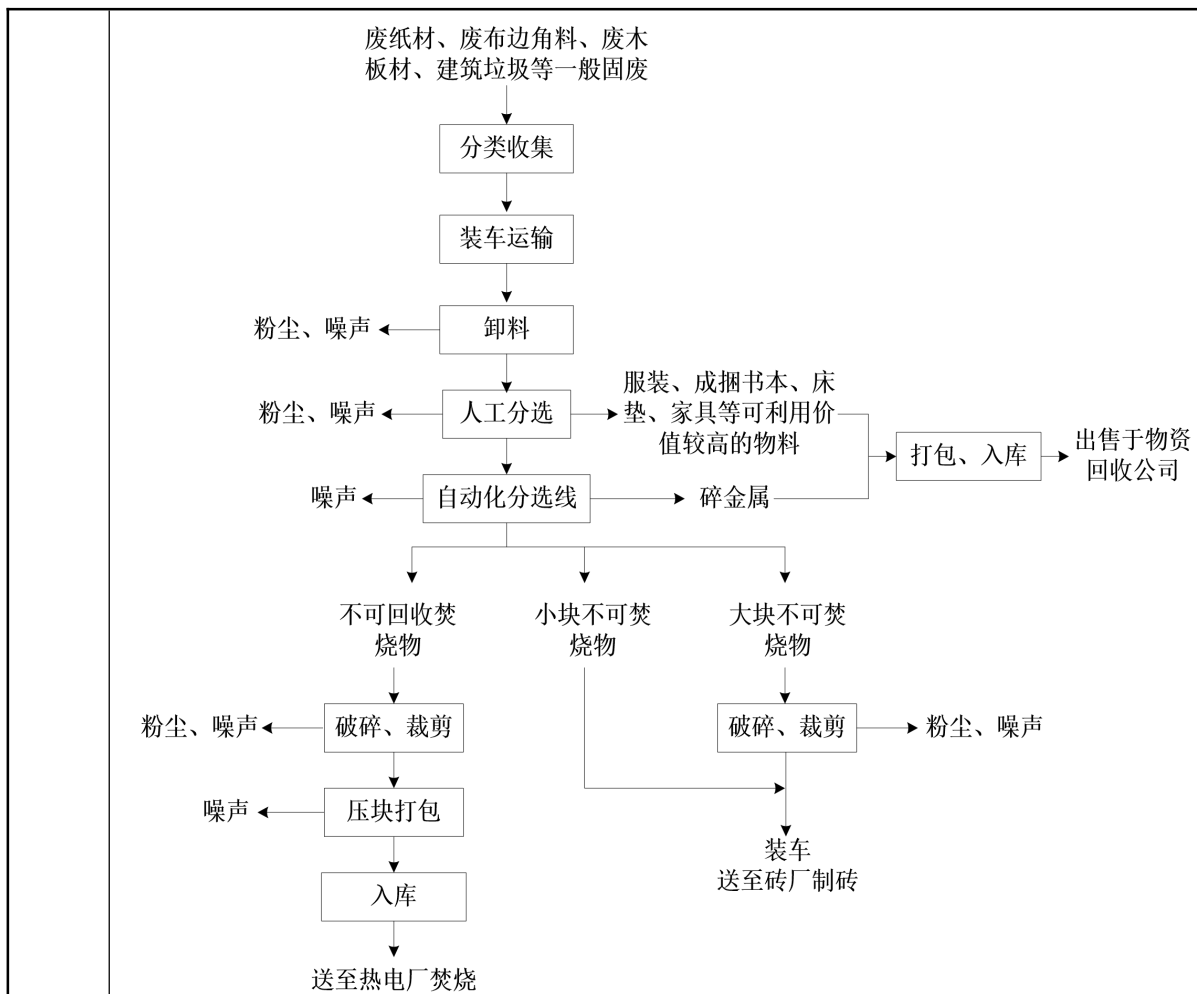 废纸材、废布边角料、废木
板材、建筑垃圾等一般固废
分类收集
装车运输
粉尘、噪声
卸料
粉尘、噪声
人工分选
服装、成捆书本、床
垫、家具等可利用价
值较高的物料
打包、入库
出售于物资
回收公司
噪声
自动化分选线
碎金属
不可回收焚
烧物
小块不可焚
烧物
大块不可焚
烧物
粉尘、噪声
破碎、裁剪
破碎、裁剪
粉尘、噪声
噪声
压块打包
装车
送至砖厂制砖
入库
送至热电厂焚烧